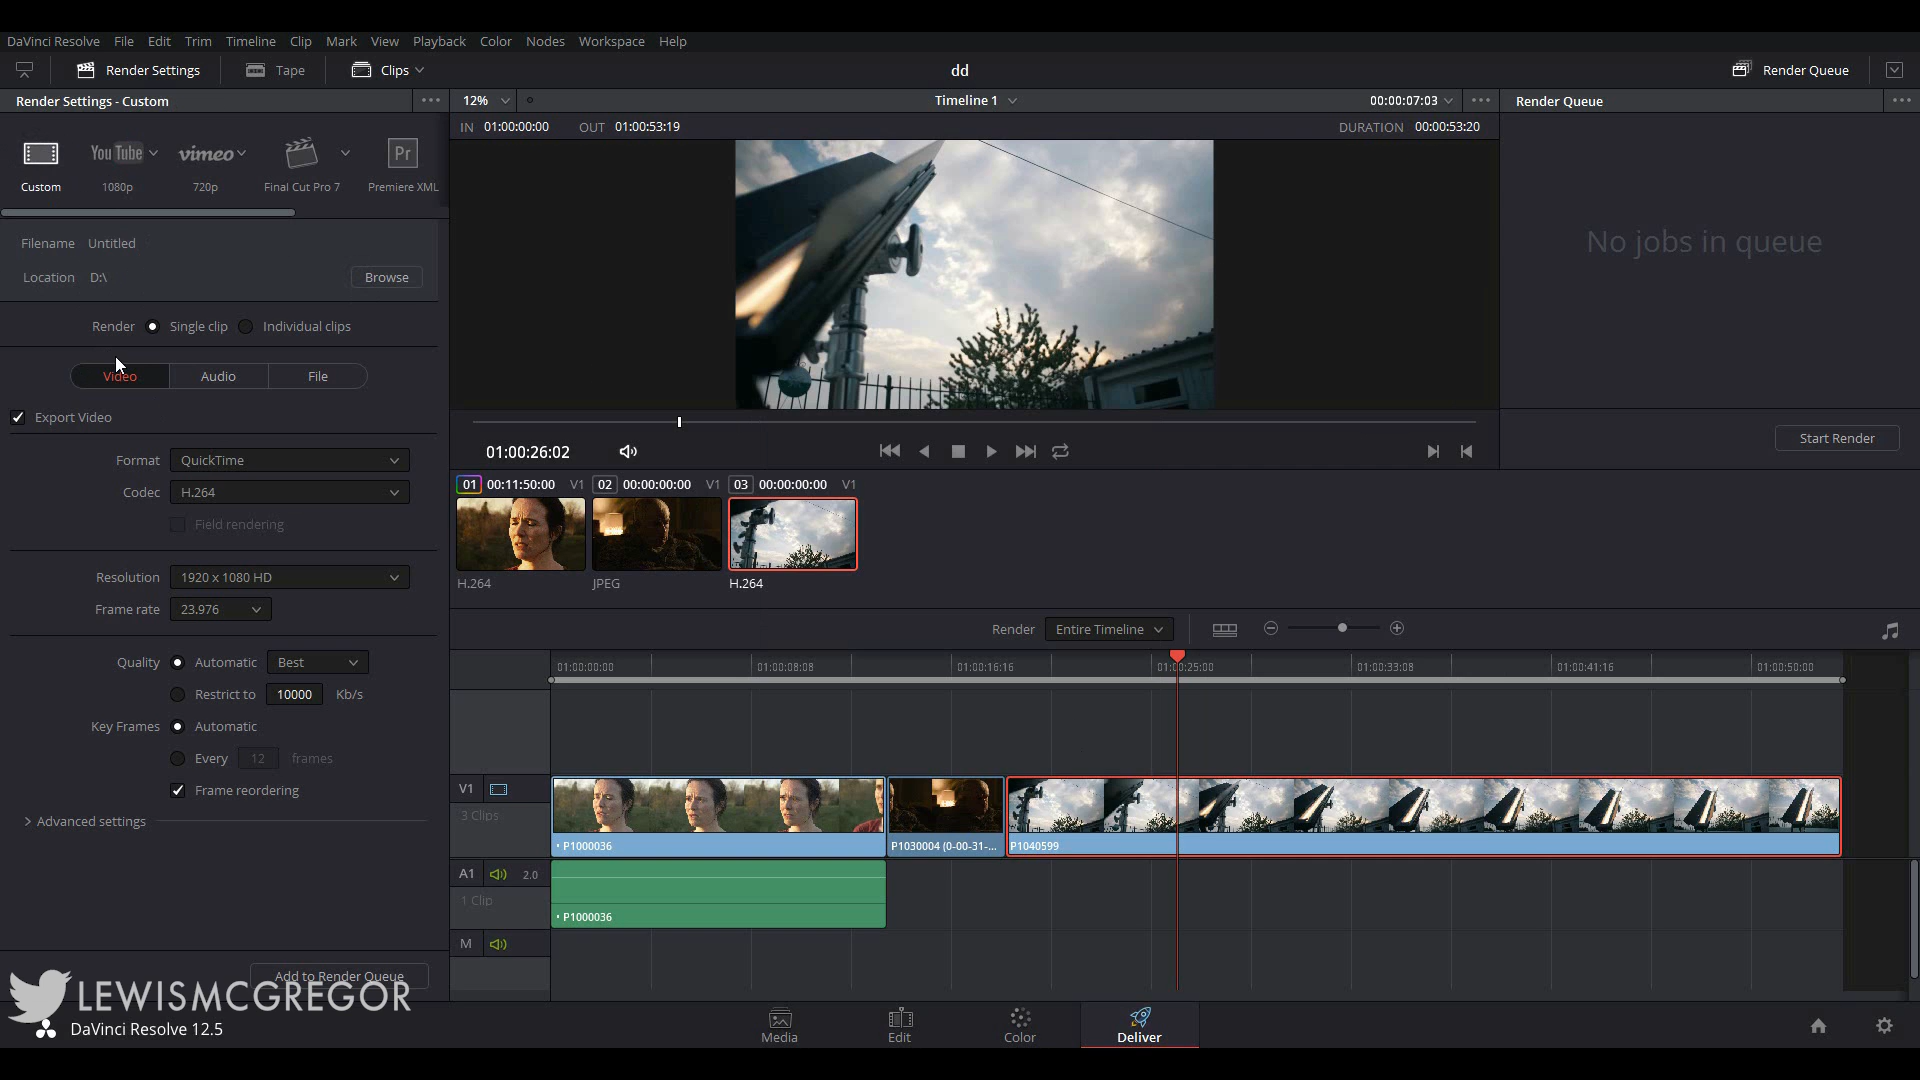 DaVinci Resolve File Edit Trim Timeline Clip Mark View Playback Color Nodes Workspace Help
Render Settings Tape Clips dd Render Queue
Render Settings - Custom 12% Timeline 1 00:00:07:03 Render Queue
IN 01:00:00:00 OUT 01:00:53:19 DURATION 00:00:53:20
YouTube vimeo Pr
Custom 1080p 720p Final Cut Pro 7 Premiere XML
Filename Untitled
No jobs in queue
Location D:\ Browse
Render Single clip Individual clips
Video Audio File
Export Video
Start Render
01:00:26:02
Format QuickTime
Codec H.264
01 00:11:50:00 V1 02 00:00:00:00 V1 03 00:00:00:00 V1
Field rendering
H.264 JPEG H.264
Resolution 1920 x 1080 HD
Frame rate 23.976
Render Entire Timeline
Quality Automatic Best
01:00:00:00 01:00:08:08 01:00:16:16 01:00:25:00 01:00:33:08 01:00:41:16 01:00:50:00
Restrict to 10000 Kb/s
Key Frames Automatic
Every 12 frames
Frame reordering
Advanced settings
V1
3 Clips
P1000036 P1030004 (0-00-31-... P1040599
A1 2.0
1 Clip
P1000036
M
Add to Render Queue
LEWISMCGREGOR
DaVinci Resolve 12.5
Media Edit Color Deliver